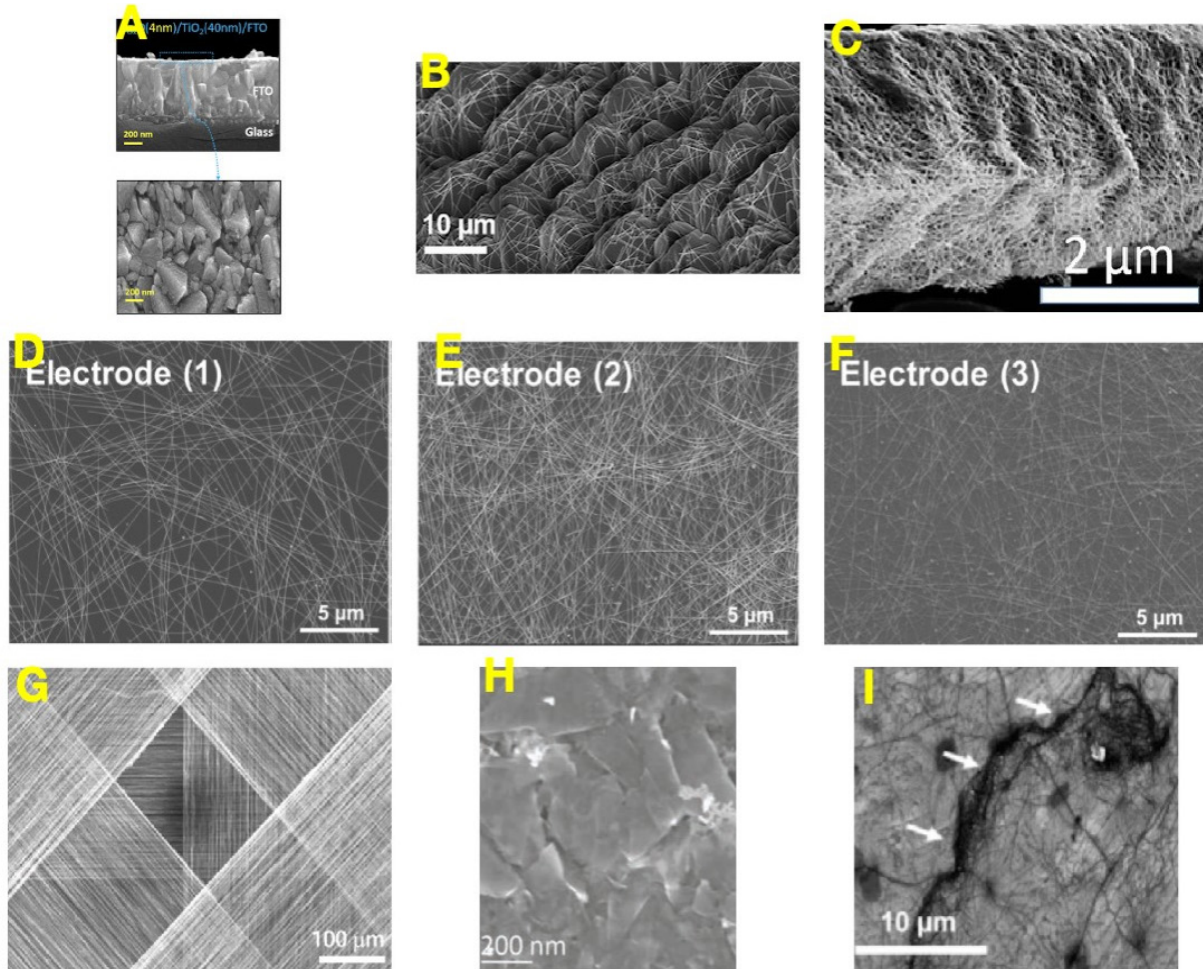 A
(4nm)/TiO₂(40nm)/FTO
FTO
Glass
200 nm
200 nm
B
10 µm
C
2 µm
D
Electrode (1)
5 µm
E
Electrode (2)
5 µm
F
Electrode (3)
5 µm
G
100 µm
H
200 nm
I
10 µm